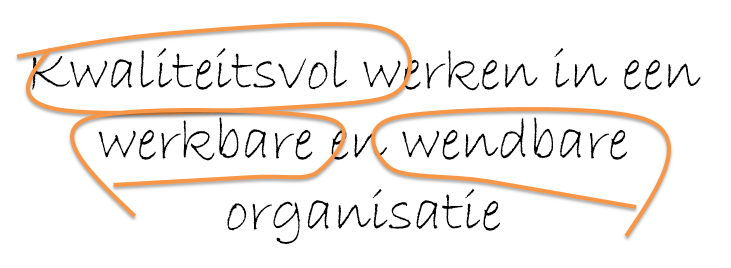 Kwaliteitsvol werken in een
werkbare en wendbare
organisatie